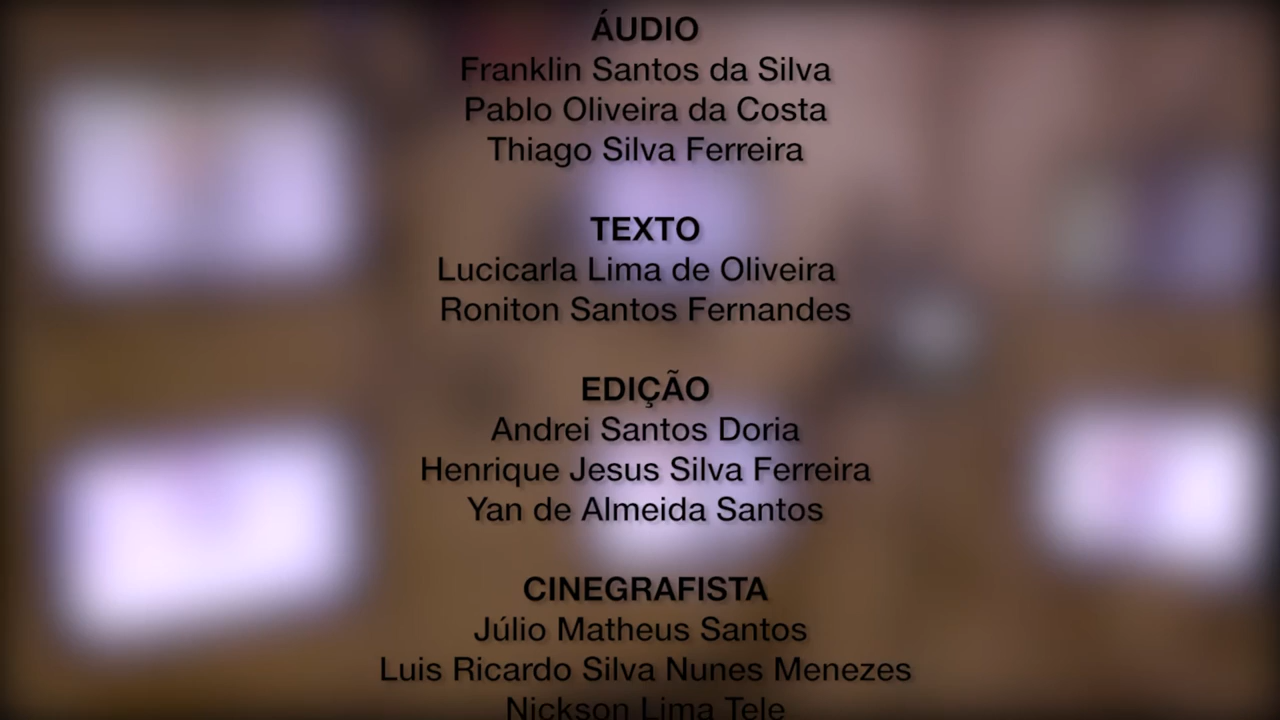 ÁUDIO
Franklin Santos da Silva
Pablo Oliveira da Costa
Thiago Silva Ferreira
TEXTO
Lucicarla Lima de Oliveira
Roniton Santos Fernandes
EDIÇÃO
Andrei Santos Doria
Henrique Jesus Silva Ferreira
Yan de Almeida Santos
CINEGRAFISTA
Júlio Matheus Santos
Luis Ricardo Silva Nunes Menezes
Nickson Lima Tele